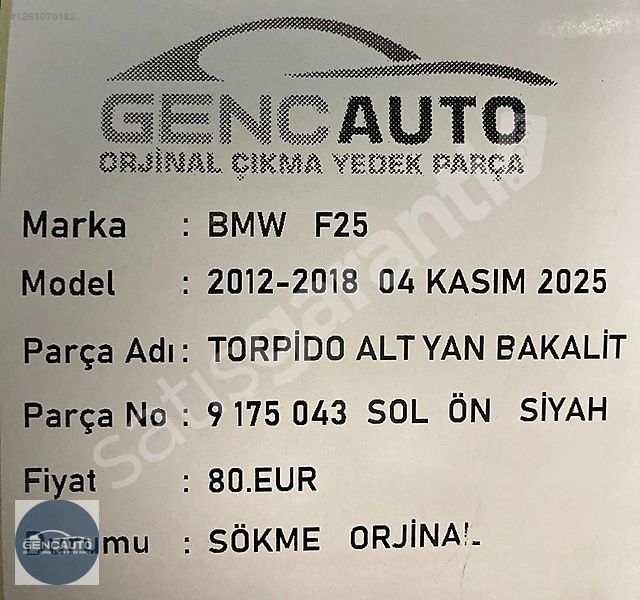 #1281076182
GENCAUTO
ORJİNAL ÇIKMA YEDEK PARÇA
Marka : BMW F25
Model : 2012-2018 04 KASIM 2025
Parça Adı : TORPİDO ALT YAN BAKALİT
Parça No : 9 175 043 SOL ÖN SİYAH
Fiyat : 80.EUR
Durumu : SÖKME ORJİNAL
satışgaranti
GENCAUTO